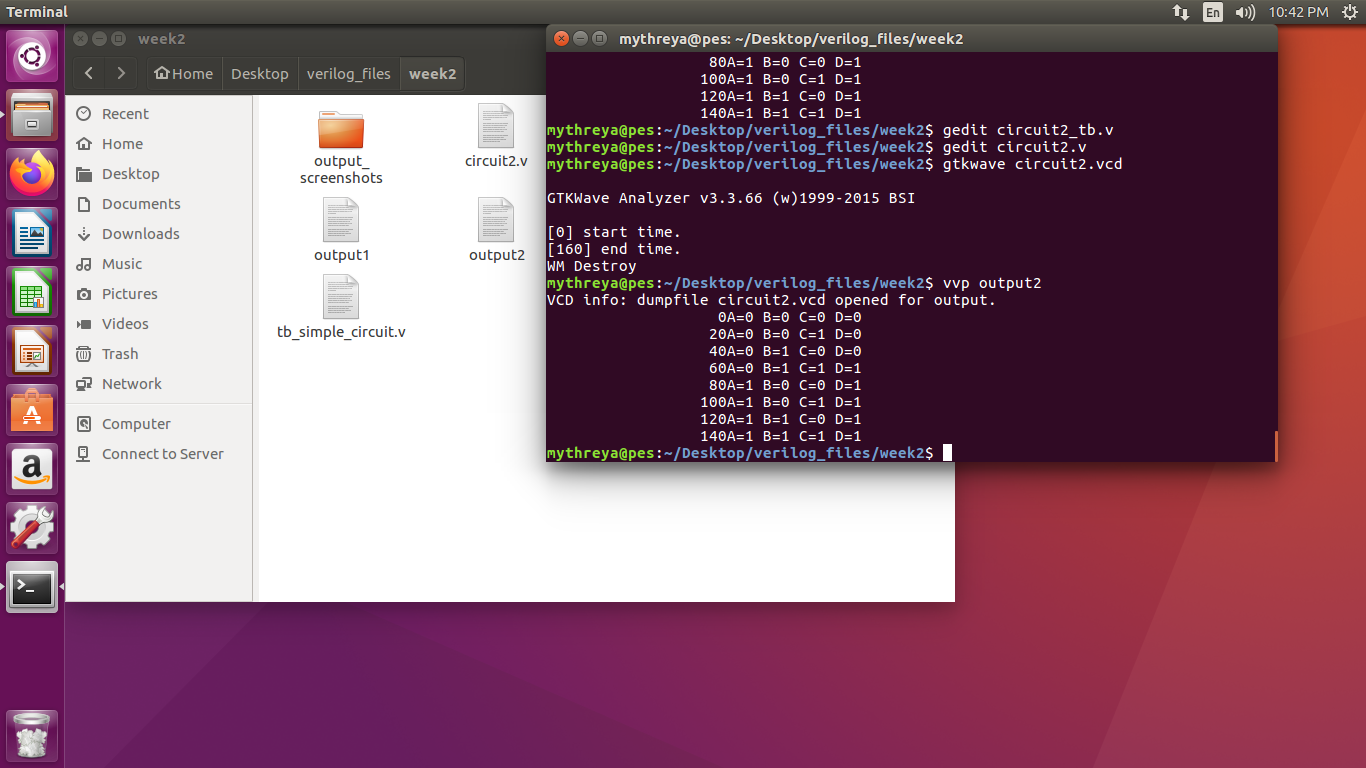 Terminal
En
10:42 PM
week2
Home
Desktop
verilog_files
week2
Recent
Home
Desktop
Documents
Downloads
Music
Pictures
Videos
Trash
Network
Computer
Connect to Server
output_
screenshots
circuit2.v
output1
output2
tb_simple_circuit.v
mythreya@pes: ~/Desktop/verilog_files/week2
80A=1 B=0 C=0 D=1
100A=1 B=0 C=1 D=1
120A=1 B=1 C=0 D=1
140A=1 B=1 C=1 D=1
mythreya@pes:~/Desktop/verilog_files/week2$ gedit circuit2_tb.v
mythreya@pes:~/Desktop/verilog_files/week2$ gedit circuit2.v
mythreya@pes:~/Desktop/verilog_files/week2$ gtkwave circuit2.vcd
GTKWave Analyzer v3.3.66 (w)1999-2015 BSI
[0] start time.
[160] end time.
WM Destroy
mythreya@pes:~/Desktop/verilog_files/week2$ vvp output2
VCD info: dumpfile circuit2.vcd opened for output.
0A=0 B=0 C=0 D=0
20A=0 B=0 C=1 D=0
40A=0 B=1 C=0 D=0
60A=0 B=1 C=1 D=1
80A=1 B=0 C=0 D=1
100A=1 B=0 C=1 D=1
120A=1 B=1 C=0 D=1
140A=1 B=1 C=1 D=1
mythreya@pes:~/Desktop/verilog_files/week2$